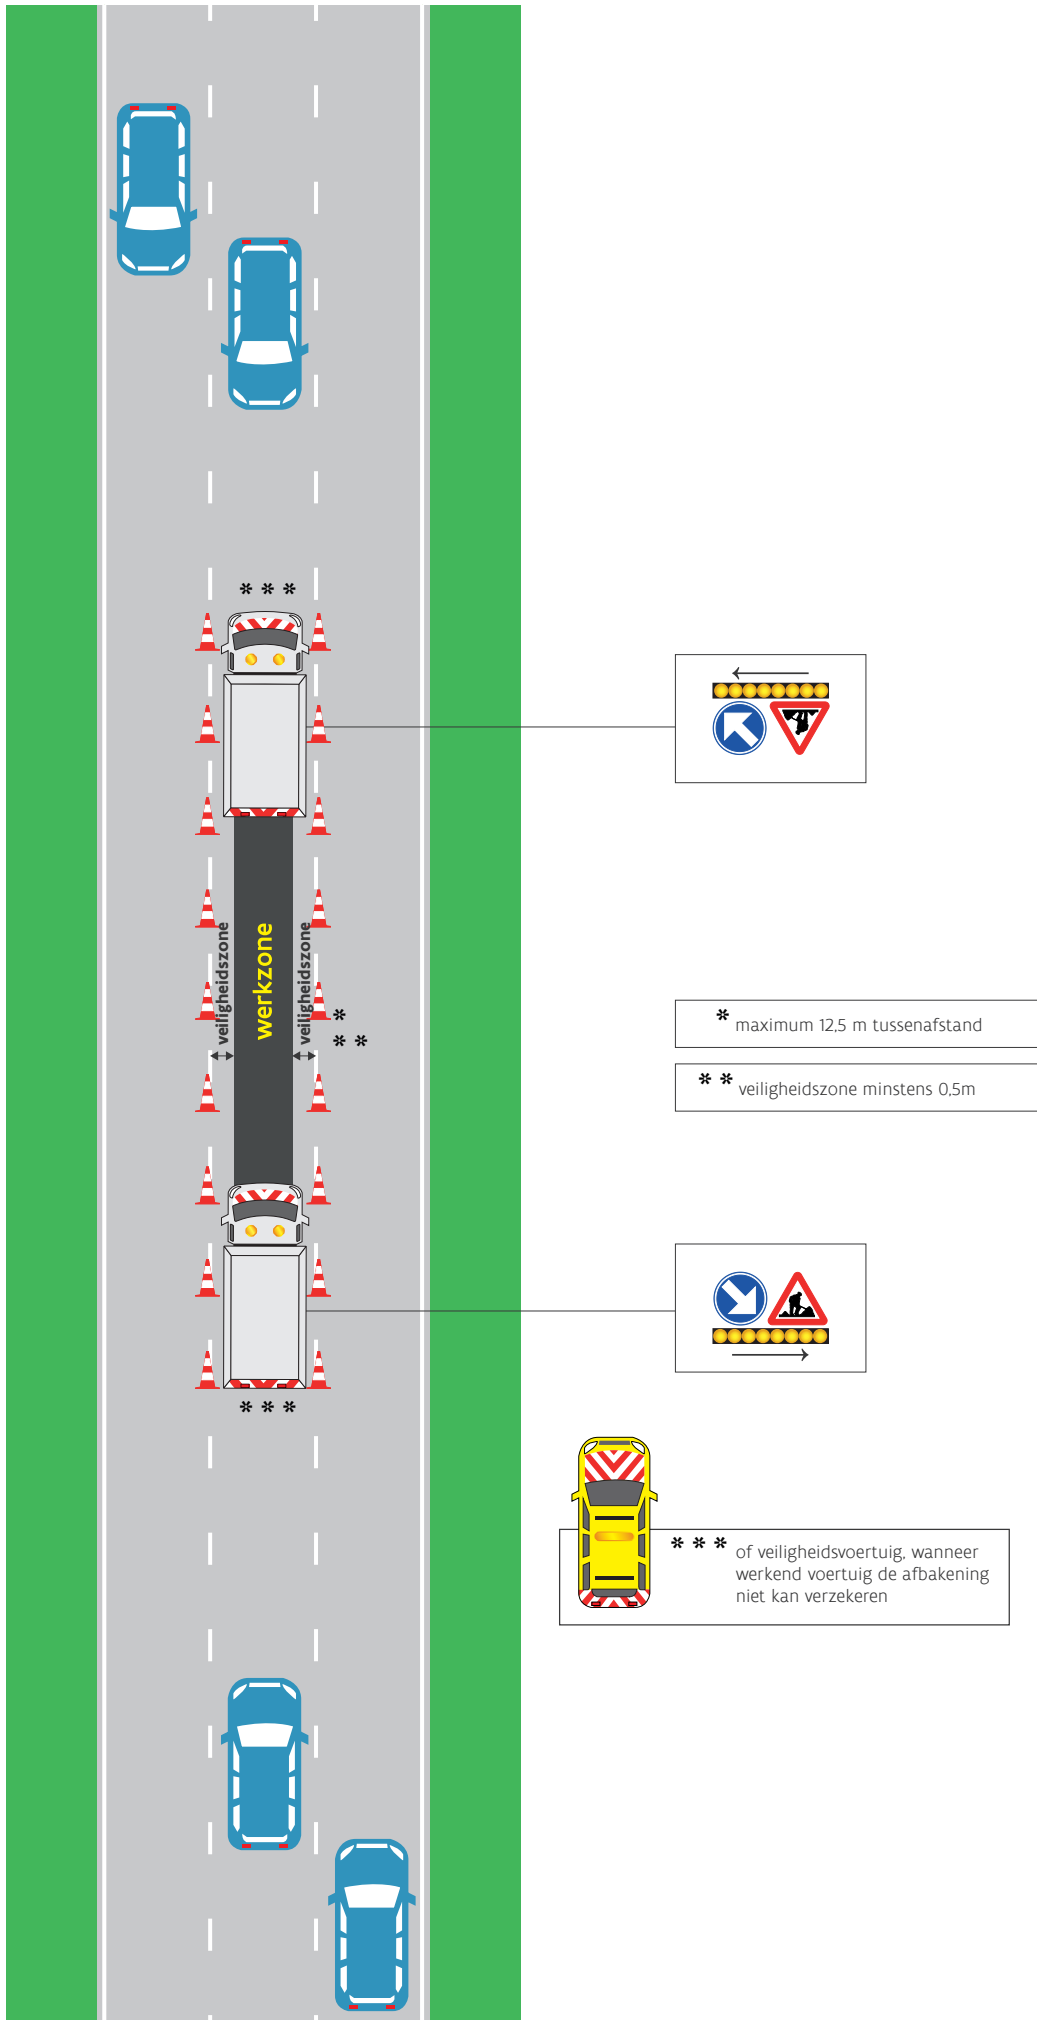 * * *
veiligheidszone
werkzone
veiligheidszone
*
* *
* maximum 12,5 m tussenafstand
* * veiligheidszone minstens 0,5m
* * *
* * * of veiligheidsvoertuig, wanneer
werkend voertuig de afbakening
niet kan verzekeren